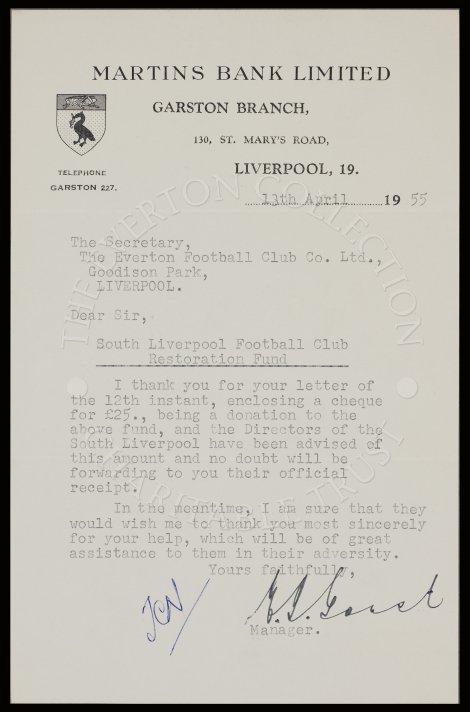 MARTINS BANK LIMITED
GARSTON BRANCH,
130, ST. MARY'S ROAD,
TELEPHONE
GARSTON 227.
LIVERPOOL, 19.
13th April 19 55
The Secretary,
The Everton Football Club Co. Ltd.,
Goodison Park,
LIVERPOOL.
Dear Sir,
South Liverpool Football Club
Restoration Fund
I thank you for your letter of
the 12th instant, enclosing a cheque
for £25., being a donation to the
above fund, and the Directors of the
South Liverpool have been advised of
this amount and no doubt will be
forwarding to you their official
receipt.
In the meantime, I am sure that they
would wish me to thank you most sincerely
for your help, which will be of great
assistance to them in their adversity.
Yours faithfully,
Manager.
THE EVERTON COLLECTION
CHARITABLE TRUST